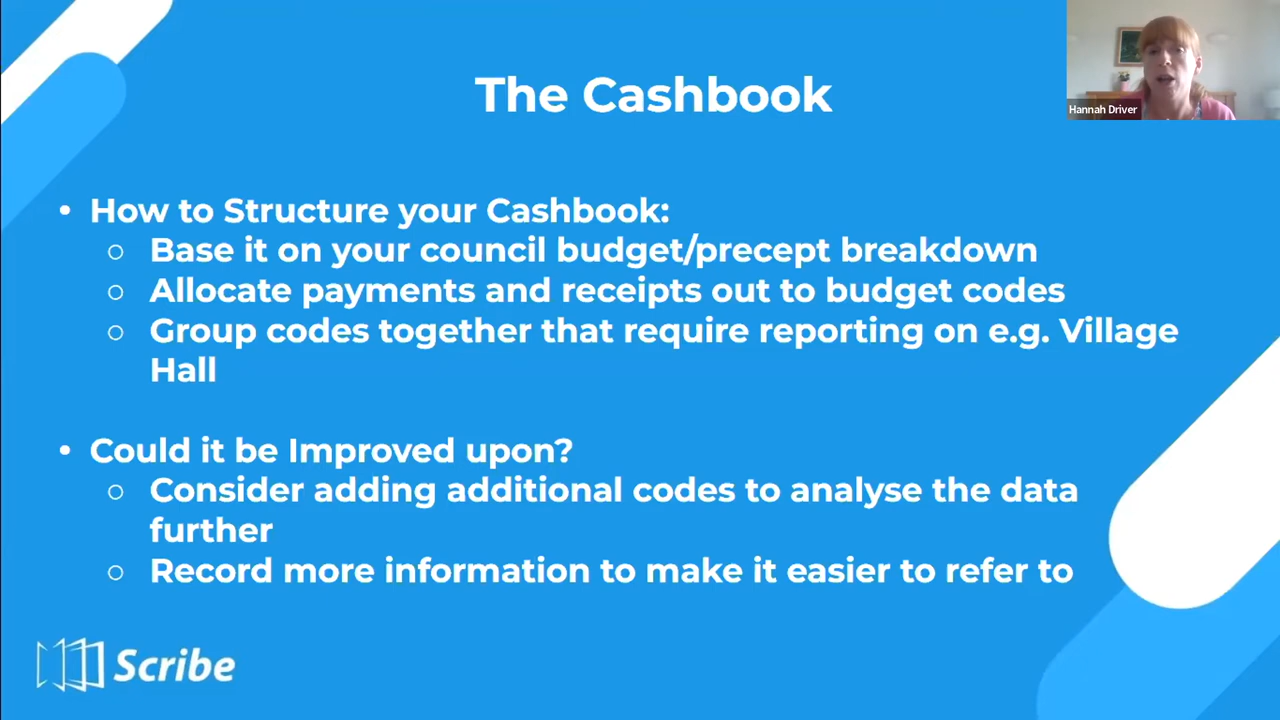 The Cashbook
Hannah Driver
• How to Structure your Cashbook:
○ Base it on your council budget/precept breakdown
○ Allocate payments and receipts out to budget codes
○ Group codes together that require reporting on e.g. Village
Hall
• Could it be Improved upon?
○ Consider adding additional codes to analyse the data
further
○ Record more information to make it easier to refer to
Scribe